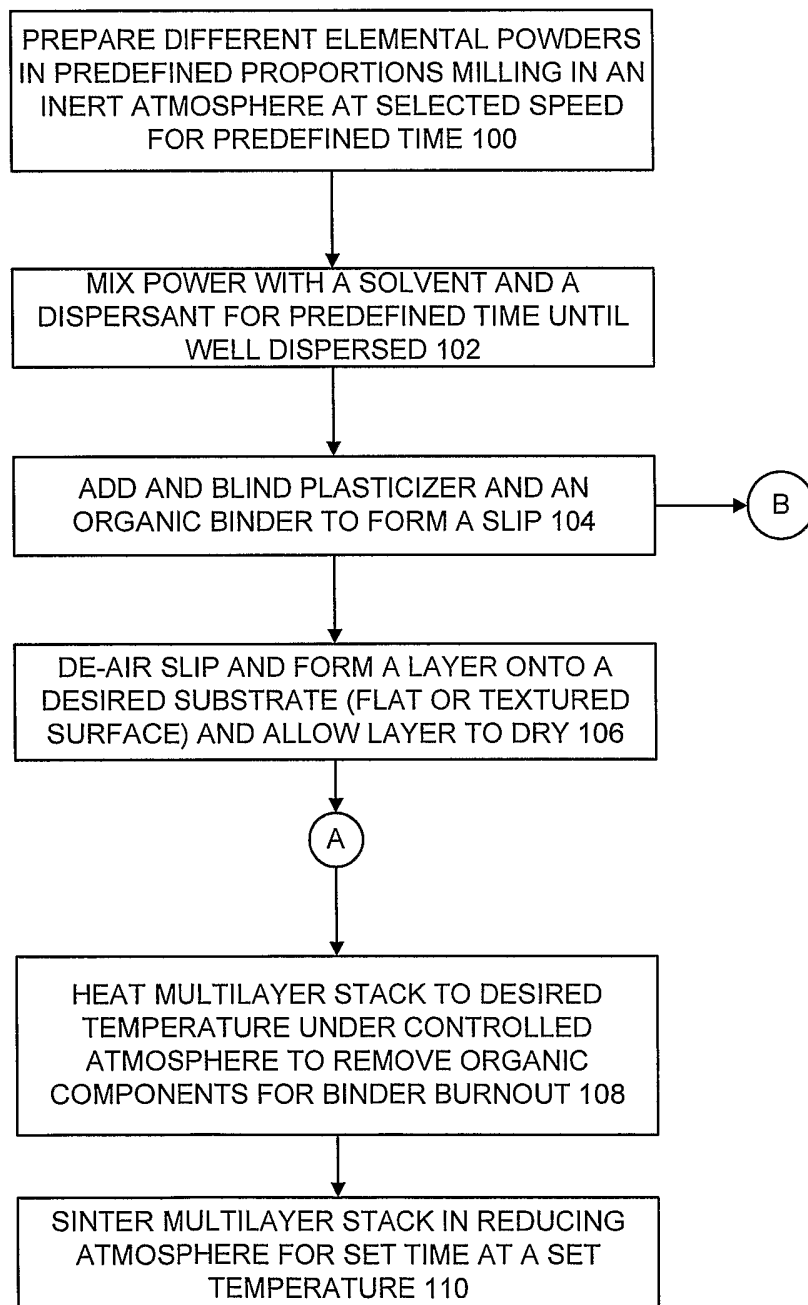 PREPARE DIFFERENT ELEMENTAL POWDERS
IN PREDEFINED PROPORTIONS MILLING IN AN
INERT ATMOSPHERE AT SELECTED SPEED
FOR PREDEFINED TIME 100
MIX POWER WITH A SOLVENT AND A
DISPERSANT FOR PREDEFINED TIME UNTIL
WELL DISPERSED 102
ADD AND BLIND PLASTICIZER AND AN
ORGANIC BINDER TO FORM A SLIP 104
B
DE-AIR SLIP AND FORM A LAYER ONTO A
DESIRED SUBSTRATE (FLAT OR TEXTURED
SURFACE) AND ALLOW LAYER TO DRY 106
A
HEAT MULTILAYER STACK TO DESIRED
TEMPERATURE UNDER CONTROLLED
ATMOSPHERE TO REMOVE ORGANIC
COMPONENTS FOR BINDER BURNOUT 108
SINTER MULTILAYER STACK IN REDUCING
ATMOSPHERE FOR SET TIME AT A SET
TEMPERATURE 110